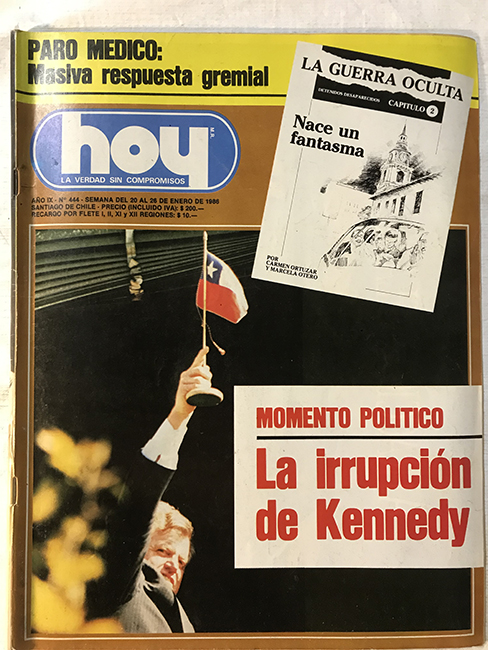 PARO MEDICO:
Masiva respuesta gremial
hoy
M.R.
LA VERDAD SIN COMPROMISOS
AÑO IX - N° 444 - SEMANA DEL 20 AL 26 DE ENERO DE 1986
SANTIAGO DE CHILE - PRECIO (INCLUIDO IVA): $ 200.—
RECARGO POR FLETE I, II, XI y XII REGIONES: $ 10.—
LA GUERRA OCULTA
DETENIDOS DESAPARECIDOS CAPITULO 2
Nace un
fantasma
POR
CARMEN ORTUZAR
Y MARCELA OTERO
MOMENTO POLITICO
La irrupción
de Kennedy